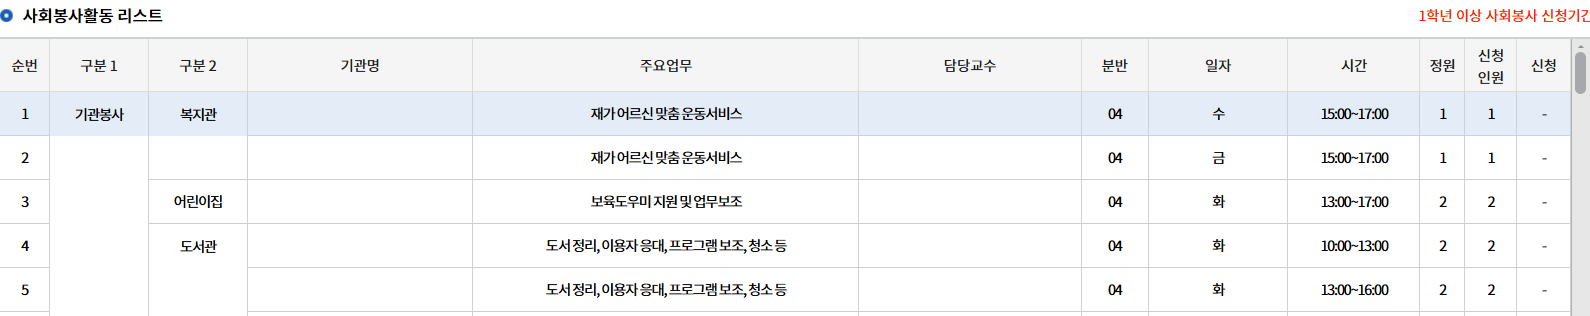 사회봉사활동 리스트
1학년 이상 사회봉사 신청기간
순번 구분 1 구분 2 기관명 주요업무 담당교수 분반 일자 시간 정원 신청 인원 신청
1 기관봉사 복지관 재가 어르신 맞춤 운동서비스 04 수 15:00~17:00 1 1 -
2 재가 어르신 맞춤 운동서비스 04 금 15:00~17:00 1 1 -
3 어린이집 보육도우미 지원 및 업무보조 04 화 13:00~17:00 2 2 -
4 도서관 도서 정리, 이용자 응대, 프로그램 보조, 청소 등 04 화 10:00~13:00 2 2 -
5 도서 정리, 이용자 응대, 프로그램 보조, 청소 등 04 화 13:00~16:00 2 2 -